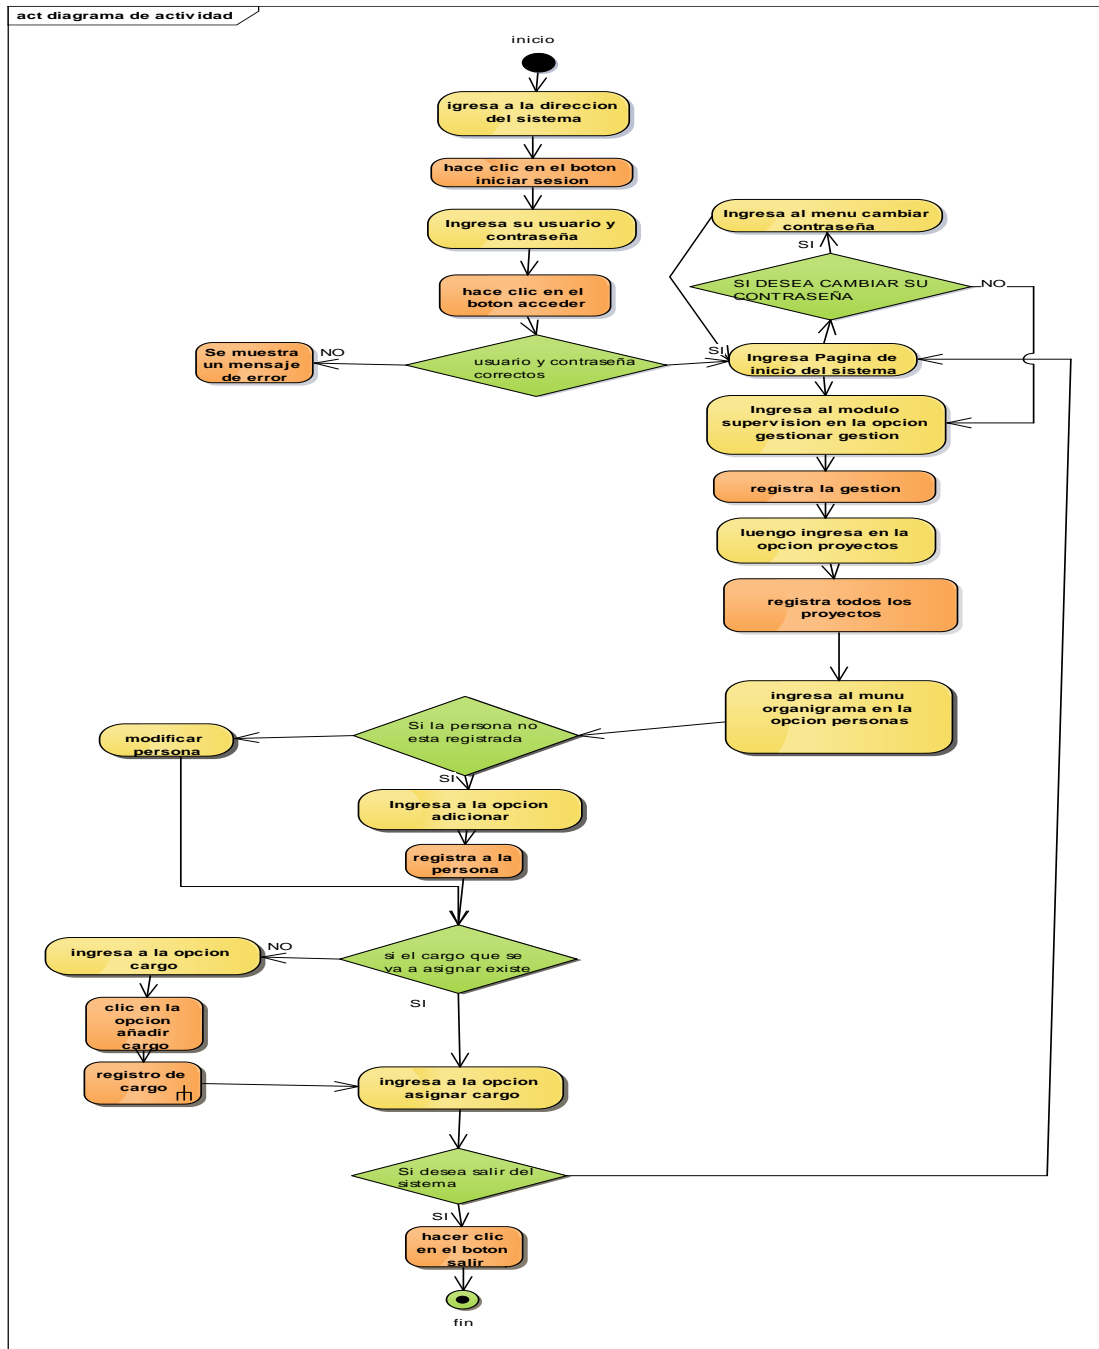 act diagrama de actividad
inicio
igresa a la direccion
del sistema
hace clic en el boton
iniciar sesion
Ingresa su usuario y
contraseña
hace clic en el
boton acceder
usuario y contraseña
correctos
NO
Se muestra
un mensaje
de error
SI
Ingresa Pagina de
inicio del sistema
SI DESEA CAMBIAR SU
CONTRASEÑA
SI
NO
Ingresa al menu cambiar
contraseña
Ingresa al modulo
supervision en la opcion
gestionar gestion
registra la gestion
luengo ingresa en la
opcion proyectos
registra todos los
proyectos
ingresa al munu
organigrama en la
opcion personas
Si la persona no
esta registrada
modificar
persona
SI
Ingresa a la opcion
adicionar
registra a la
persona
si el cargo que se
va a asignar existe
NO
ingresa a la opcion
cargo
clic en la
opcion
añadir
cargo
registro de
cargo
SI
ingresa a la opcion
asignar cargo
Si desea salir del
sistema
SI
hacer clic
en el boton
salir
fin